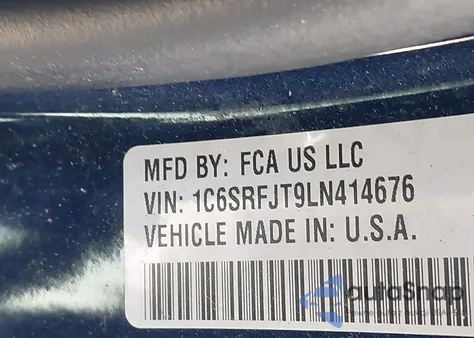 MFD BY: FCA US LLC
VIN: 1C6SRFJT9LN414676
VEHICLE MADE IN: U.S.A.
autoShop